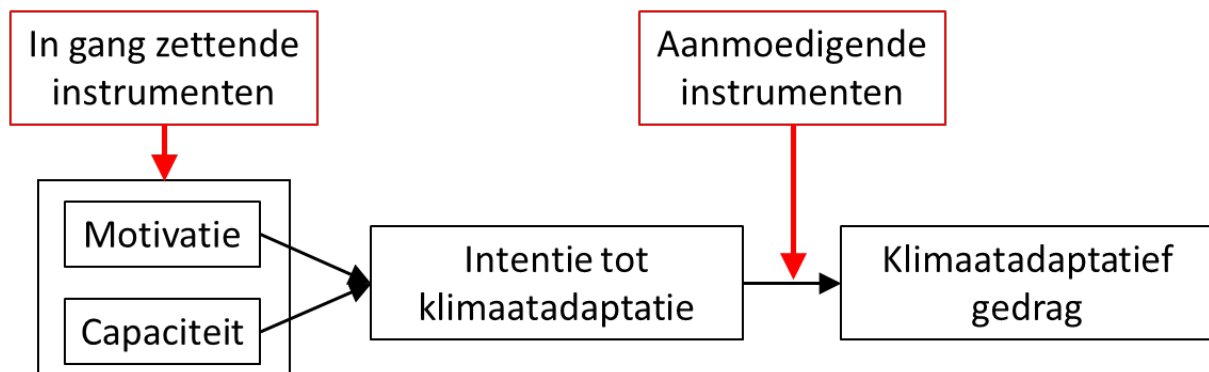 In gang zettende
instrumenten
Aanmoedigende
instrumenten
Motivatie
Capaciteit
Intentie tot
klimaatadaptatie
Klimaatadaptatief
gedrag